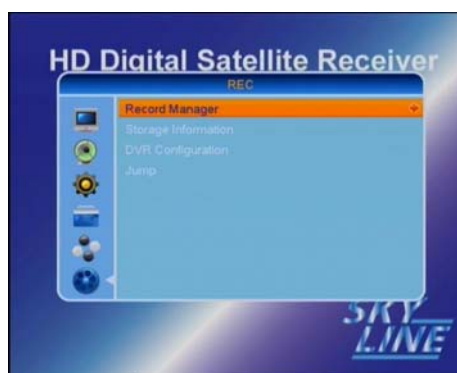 HD Digital Satellite Receiver
REC
Record Manager
Storage Information
DVR Configuration
Jump
SKY
LINE